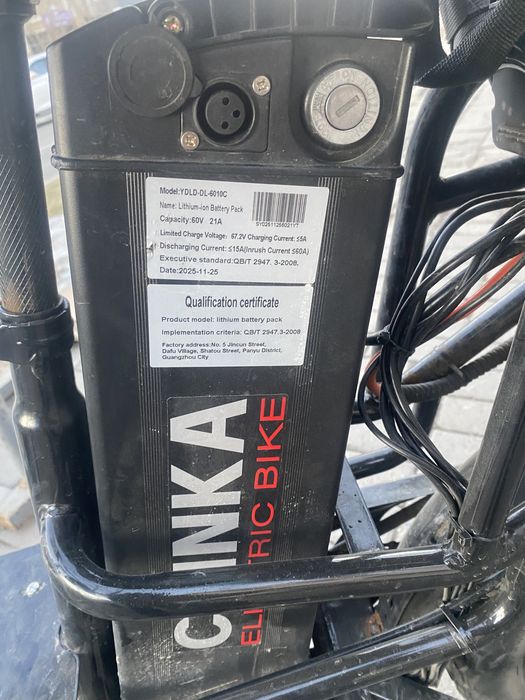 Model:YDLD-DL-6010C
Name: Lithium-Ion Battery Pack
Capacity:60V 21A
Limited Charge Voltage: 67.2V Charging Current: ≤5A
Discharging Current: ≤15A(Inrush Current ≤60A)
Executive standard:QB/T 2947. 3-2008.
Date:2025-11-25
Qualification certificate
Product model: lithium battery pack
Implementation criteria: QB/T 2947.3-2008
Factory address:No. 5 Jincun Street,
Dafu Village, Shatou Street, Panyu District,
Guangzhou City
INKA
BIKE